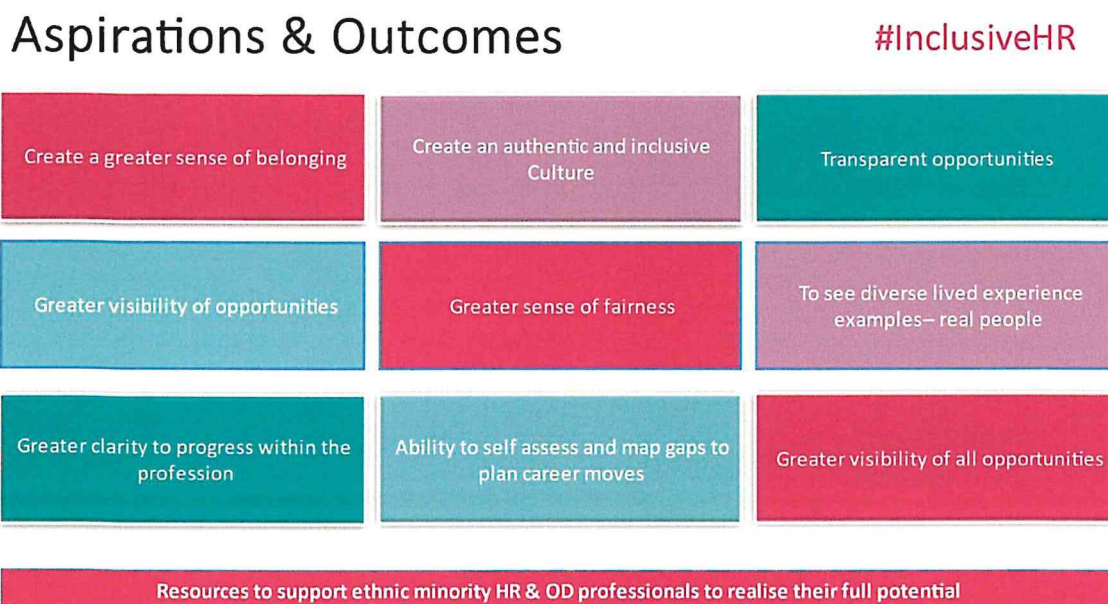 Aspirations & Outcomes
#InclusiveHR
Create a greater sense of belonging
Create an authentic and inclusive
Culture
Transparent opportunities
Greater visibility of opportunities
Greater sense of fairness
To see diverse lived experience
examples– real people
Greater clarity to progress within the
profession
Ability to self assess and map gaps to
plan career moves
Greater visibility of all opportunities
Resources to support ethnic minority HR & OD professionals to realise their full potential